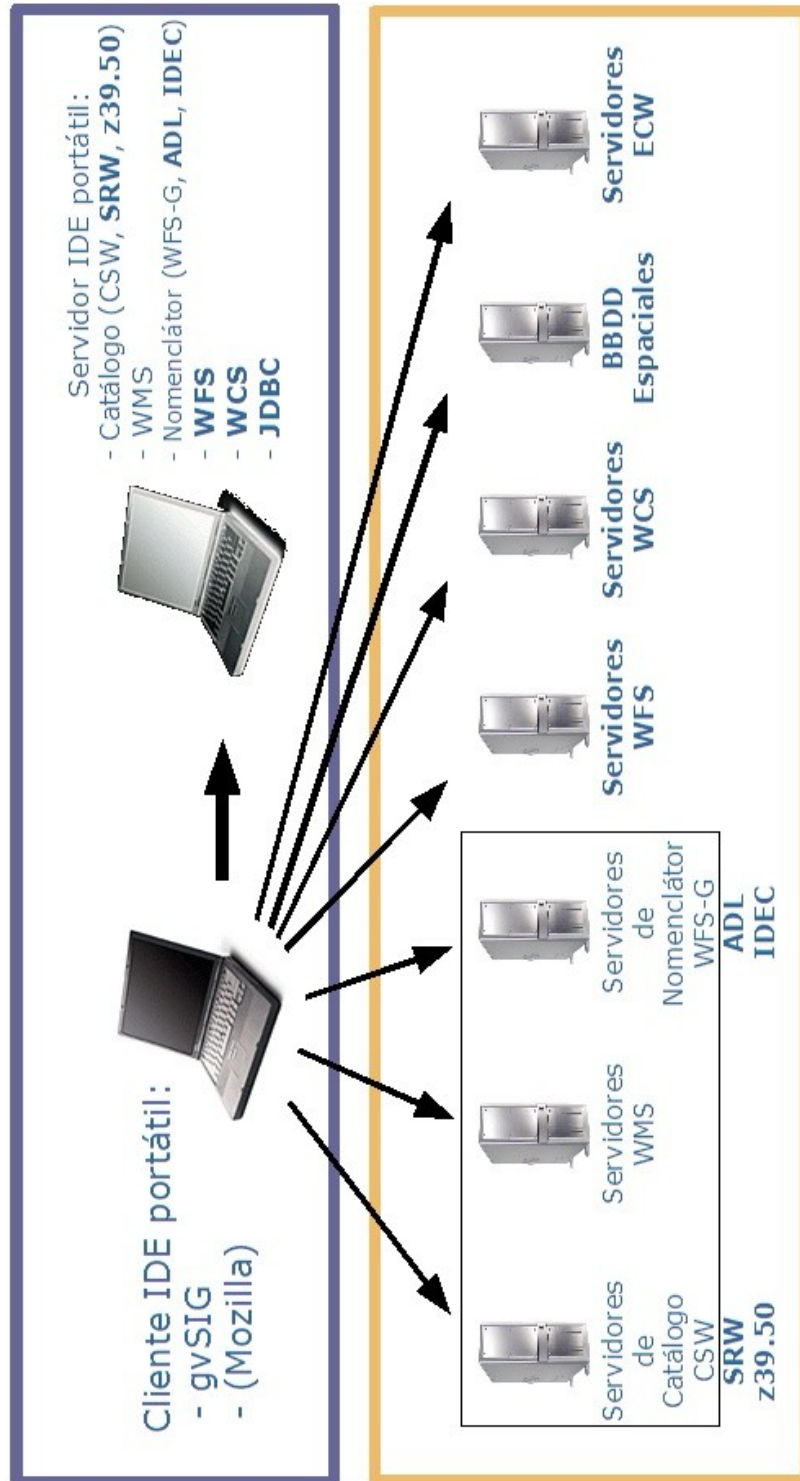 Cliente IDE portátil:
- gvSIG
- (Mozilla)
Servidor IDE portátil:
- Catálogo (CSW, SRW, z39.50)
- WMS
- Nomenclátor (WFS-G, ADL, IDEC)
- WFS
- WCS
- JDBC
Servidores
de
Catálogo
CSW
SRW
z39.50
Servidores
WMS
Servidores
de
Nomenclátor
WFS-G
ADL
IDEC
Servidores
WFS
Servidores
WCS
BBDD
Espaciales
Servidores
ECW